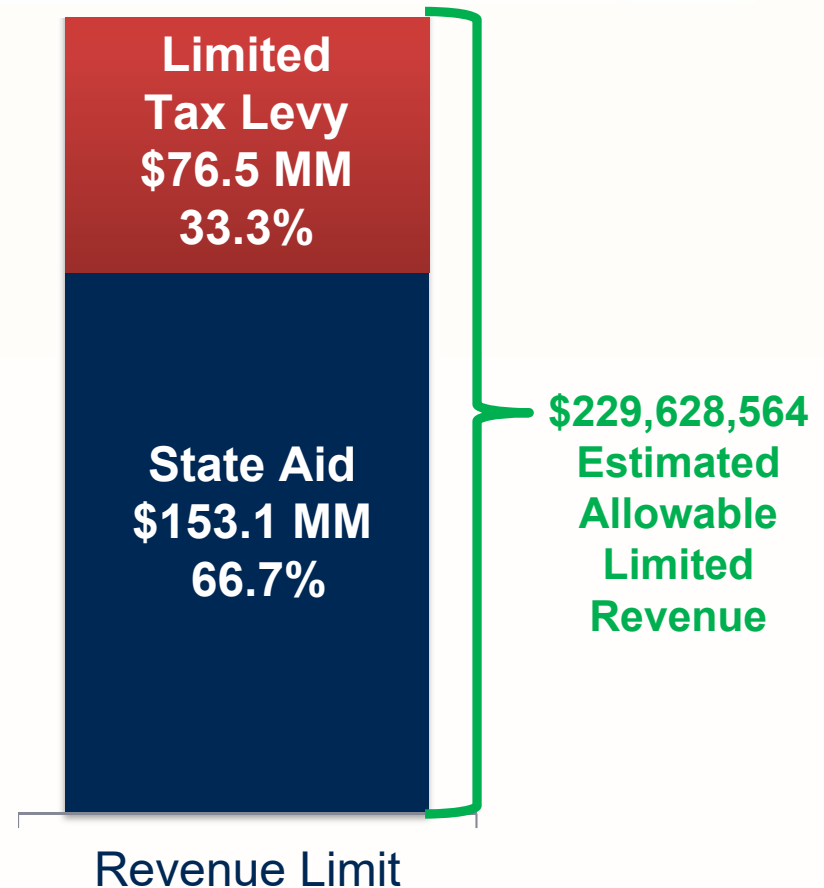 Limited
Tax Levy
$76.5 MM
33.3%
State Aid
$153.1 MM
66.7%
$229,628,564
Estimated
Allowable
Limited
Revenue
Revenue Limit